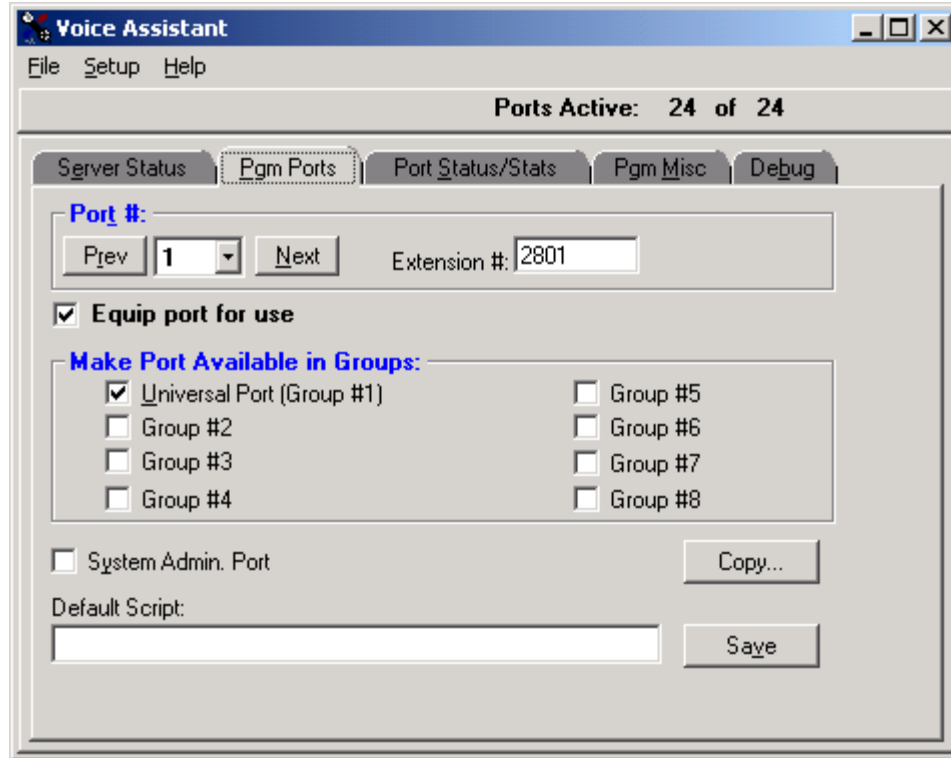 Voice Assistant
File Setup Help
Ports Active: 24 of 24
Server Status Pgm Ports Port Status/Stats Pgm Misc Debug
Port #:
Prev 1 Next Extension #: 2801
Equip port for use
Make Port Available in Groups:
Universal Port (Group #1) Group #5
Group #2 Group #6
Group #3 Group #7
Group #4 Group #8
System Admin. Port Copy...
Default Script:
Save